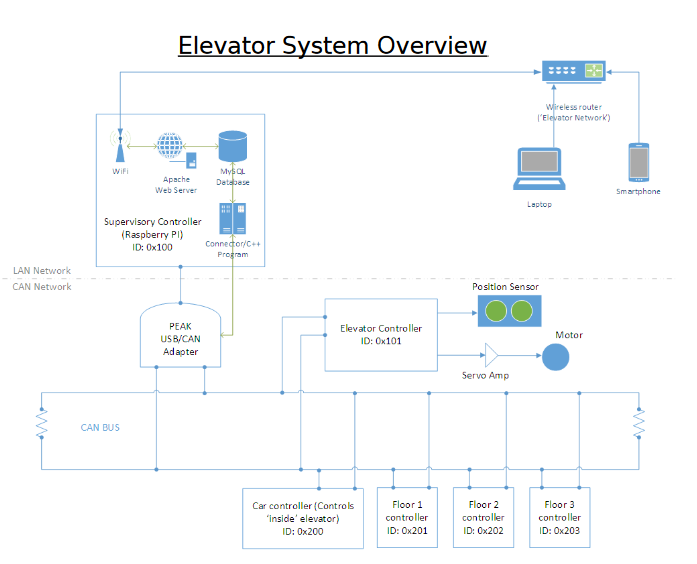 Elevator System Overview
Wireless router
('Elevator Network')
WiFi
Apache
Web Server
MySQL
Database
Laptop
Smartphone
Supervisory Controller
(Raspberry PI)
ID: 0x100
Connector/C++
Program
LAN Network
CAN Network
PEAK
USB/CAN
Adapter
Elevator Controller
ID: 0x101
Position Sensor
Motor
Servo Amp
CAN BUS
Car controller (Controls
'inside' elevator)
ID: 0x200
Floor 1
controller
ID: 0x201
Floor 2
controller
ID: 0x202
Floor 3
controller
ID: 0x203